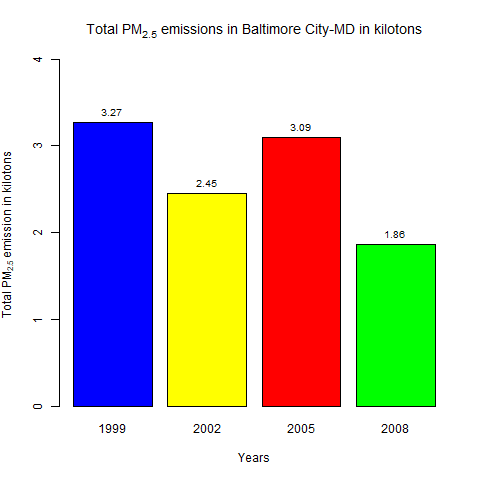 Total PM2.5 emissions in Baltimore City-MD in kilotons
Total PM2.5 emission in kilotons
4
3
2
1
0
3.27
2.45
3.09
1.86
1999 2002 2005 2008
Years